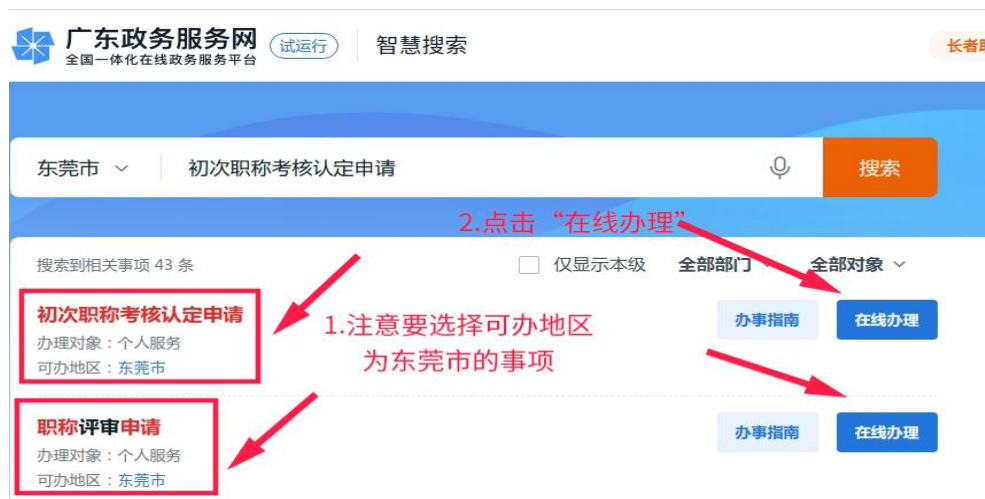 广东政务服务网
全国一体化在线政务服务平台
试运行
智慧搜索
长者助
东莞市
初次职称考核认定申请
搜索
2.点击“在线办理”
搜索到相关事项 43 条
仅显示本级
全部部门
全部对象
初次职称考核认定申请
办理对象：个人服务
可办地区：东莞市
1.注意要选择可办地区
为东莞市的事项
办事指南
在线办理
职称评审申请
办理对象：个人服务
可办地区：东莞市
办事指南
在线办理